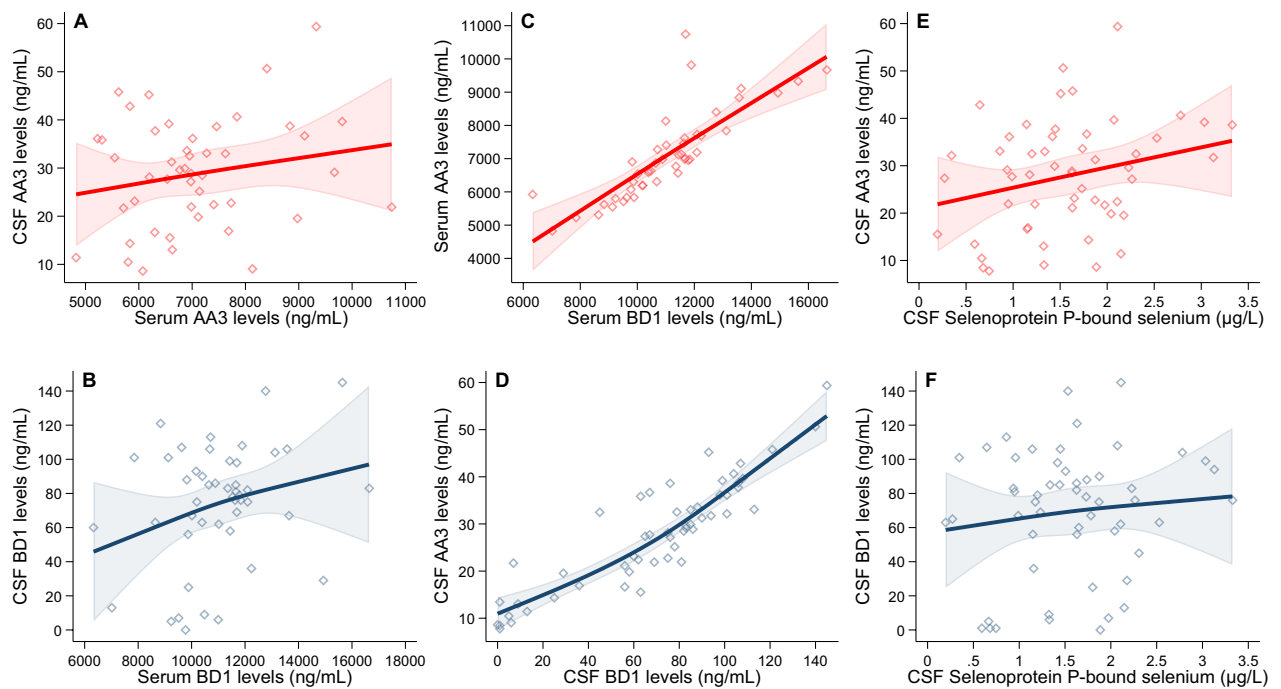 A
CSF AA3 levels (ng/mL)
60
50
40
30
20
10
5000 6000 7000 8000 9000 10000 11000
Serum AA3 levels (ng/mL)
C
Serum AA3 levels (ng/mL)
11000
10000
9000
8000
7000
6000
5000
4000
6000 8000 10000 12000 14000 16000
Serum BD1 levels (ng/mL)
E
CSF AA3 levels (ng/mL)
60
50
40
30
20
10
0 .5 1 1.5 2 2.5 3 3.5
CSF Selenoprotein P-bound selenium (µg/L)
B
CSF BD1 levels (ng/mL)
140
120
100
80
60
40
20
0
6000 8000 10000 12000 14000 16000 18000
Serum BD1 levels (ng/mL)
D
CSF AA3 levels (ng/mL)
60
50
40
30
20
10
0 20 40 60 80 100 120 140
CSF BD1 levels (ng/mL)
F
CSF BD1 levels (ng/mL)
140
120
100
80
60
40
20
0
0 .5 1 1.5 2 2.5 3 3.5
CSF Selenoprotein P-bound selenium (µg/L)